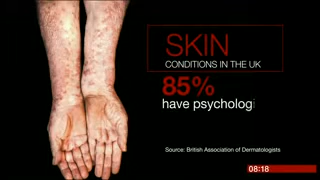 SKIN
CONDITIONS IN THE UK
85%
have psycholog
Source: British Association of Dermatologists
08:18